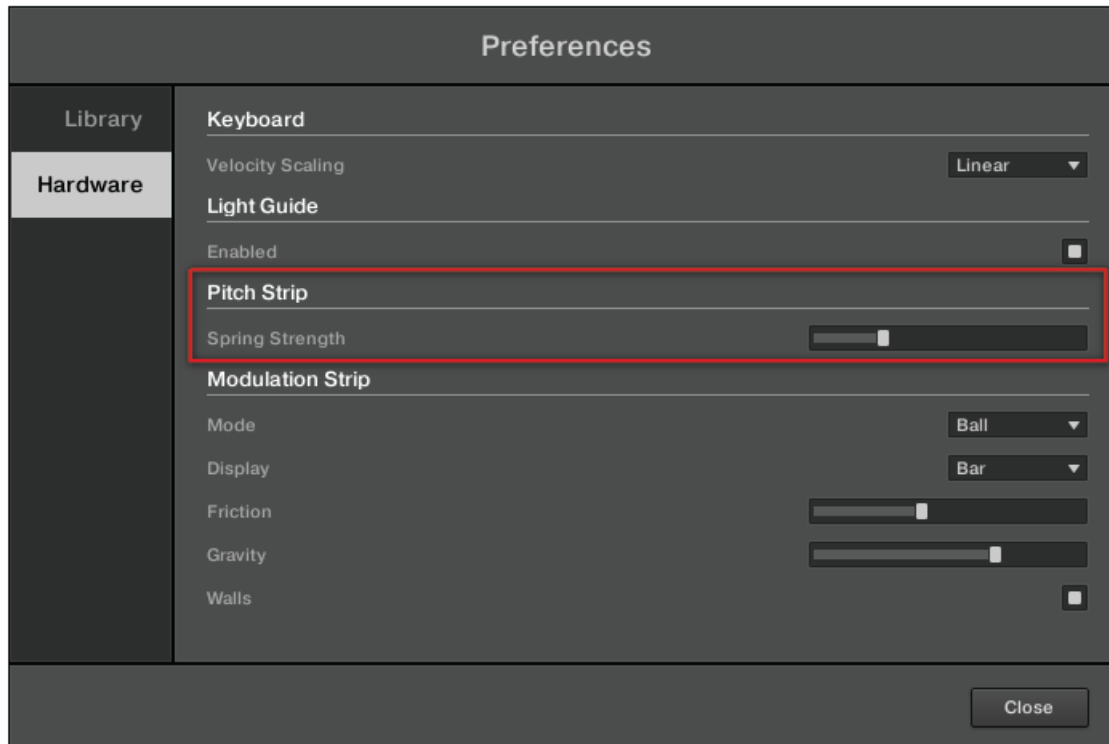 Preferences
Library
Hardware
Keyboard
Velocity Scaling Linear
Light Guide
Enabled
Pitch Strip
Spring Strength
Modulation Strip
Mode Ball
Display Bar
Friction
Gravity
Walls
Close